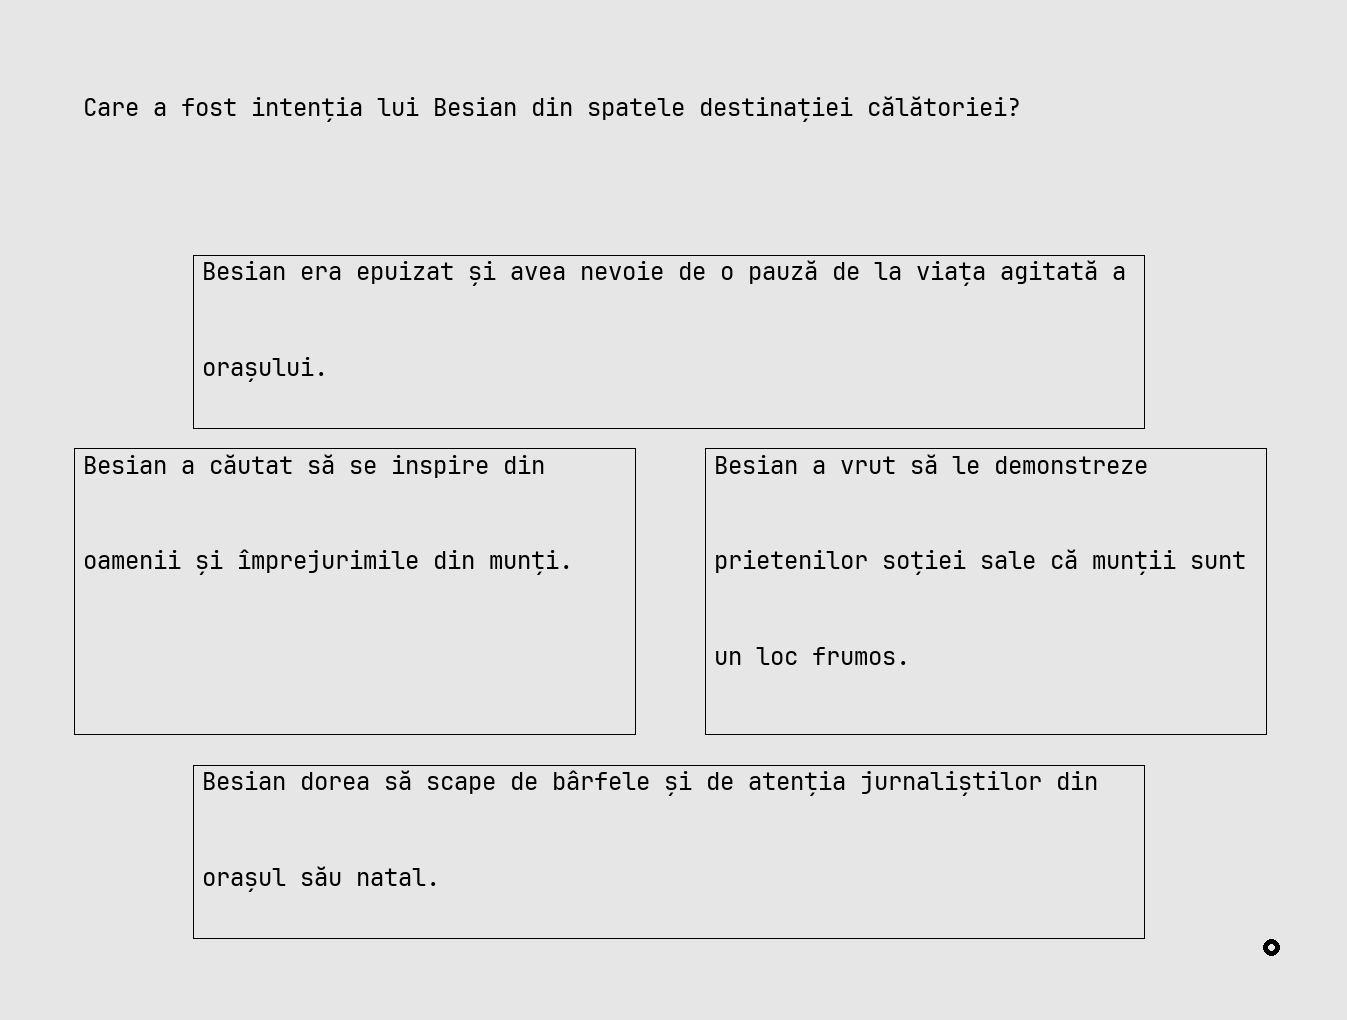 Care a fost intenția lui Besian din spatele destinației călătoriei?
Besian era epuizat și avea nevoie de o pauză de la viața agitată a
orașului.
Besian a căutat să se inspire din
oamenii și împrejurimile din munți.
Besian a vrut să le demonstreze
prietenilor soției sale că munții sunt
un loc frumos.
Besian dorea să scape de bârfele și de atenția jurnaliștilor din
orașul său natal.